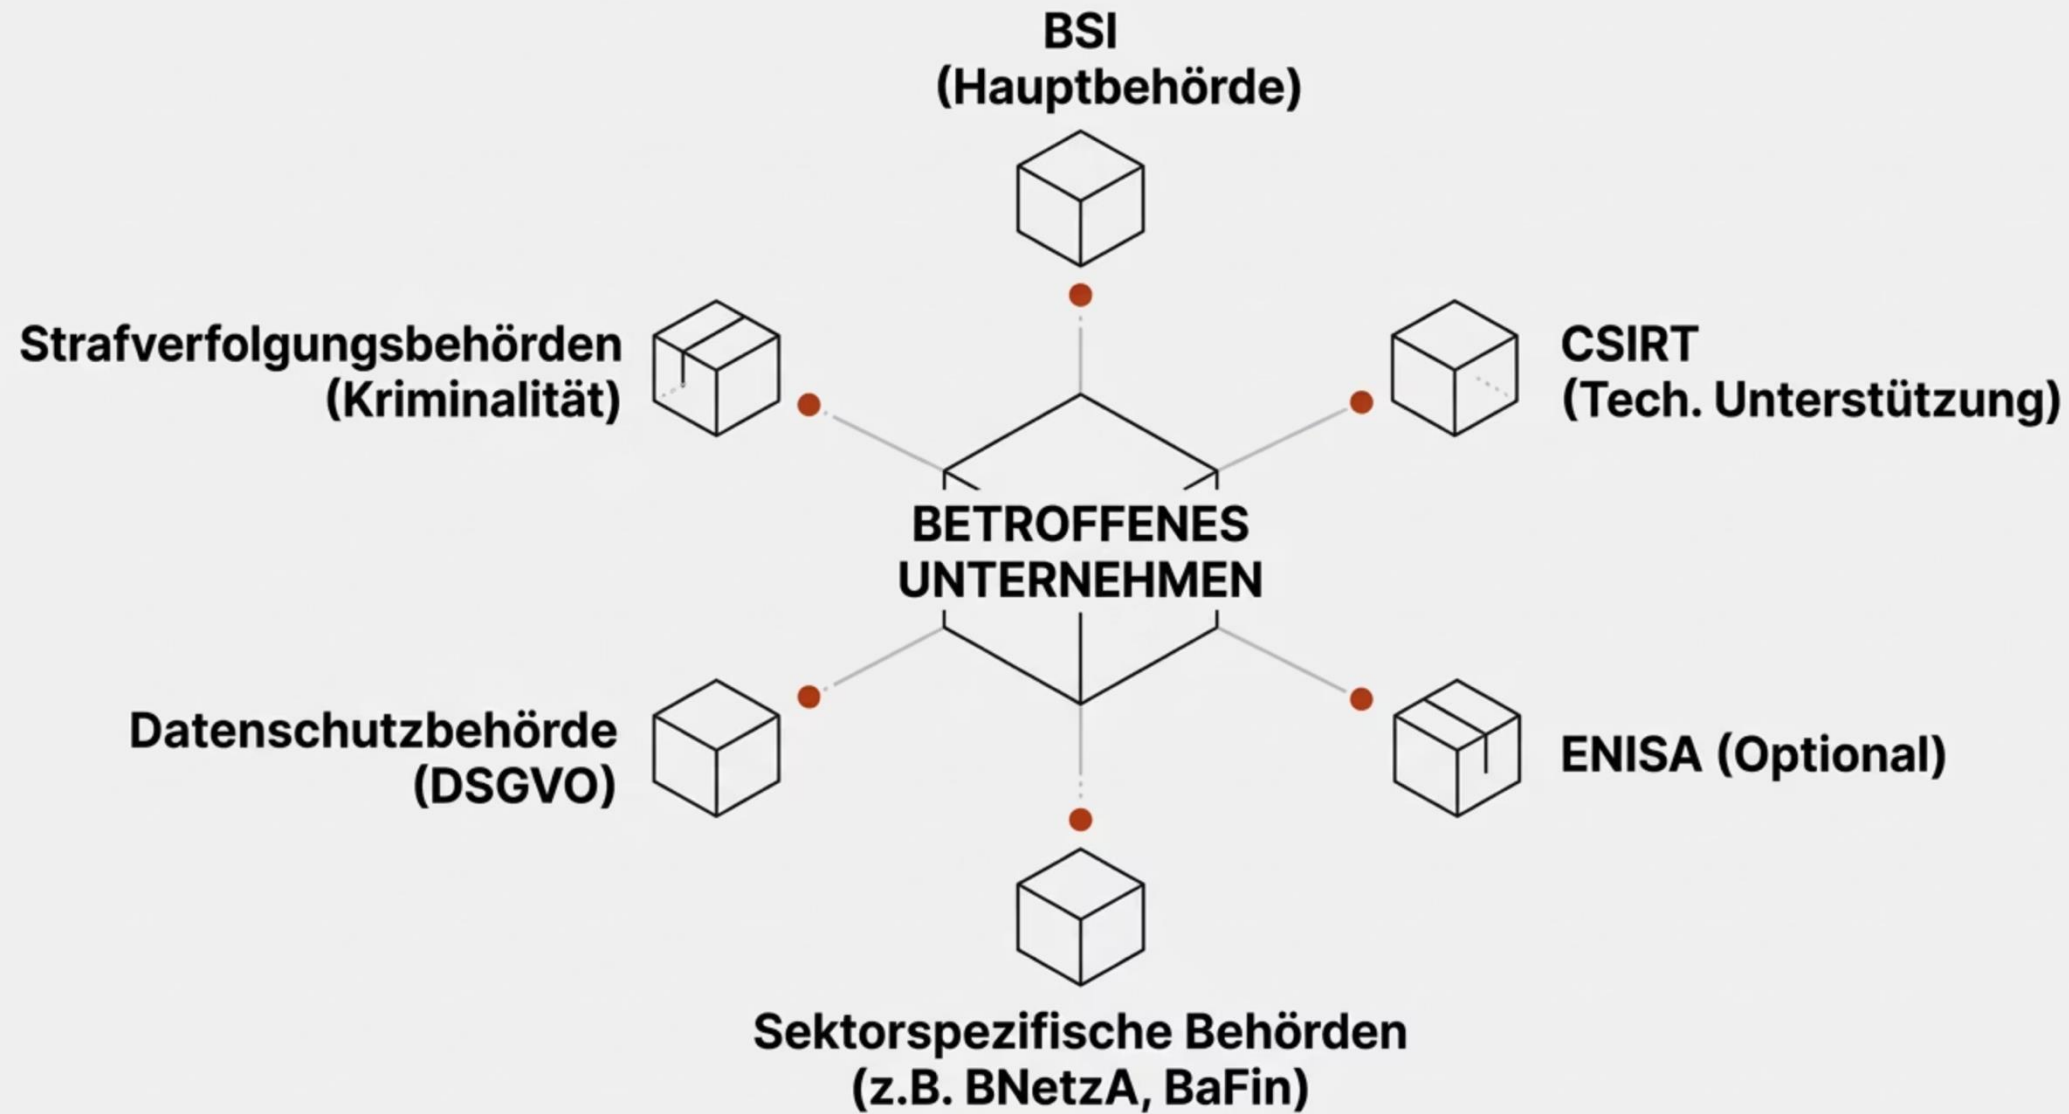 BSI
(Hauptbehörde)
Strafverfolgungsbehörden
(Kriminalität)
CSIRT
(Tech. Unterstützung)
BETROFFENES
UNTERNEHMEN
Datenschutzbehörde
(DSGVO)
ENISA (Optional)
Sektorspezifische Behörden
(z.B. BNetzA, BaFin)